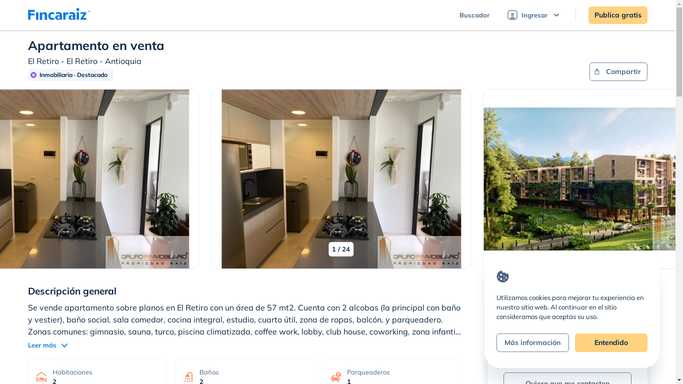 Fincaraiz
Buscador
Ingresar
Publica gratis
Apartamento en venta
El Retiro - El Retiro - Antioquia
Inmobiliaria · Destacado
Compartir
1 / 24
Descripción general
Se vende apartamento sobre planos en El Retiro con un área de 57 mt2. Cuenta con 2 alcobas (la principal con baño
y vestier), baño social, sala comedor, cocina integral, estudio, cuarto útil, zona de ropas, balcón, y parqueadero.
Zonas comunes: gimnasio, sauna, turco, piscina climatizada, coffee work, lobby, club house, coworking, zona infanti...
Leer más
Habitaciones
2
Baños
2
Parqueaderos
1
Utilizamos cookies para mejorar tu experiencia en
nuestro sitio web. Al continuar en el sitio
consideramos que aceptas su uso.
Más información
Entendido
Quiero que me contacten